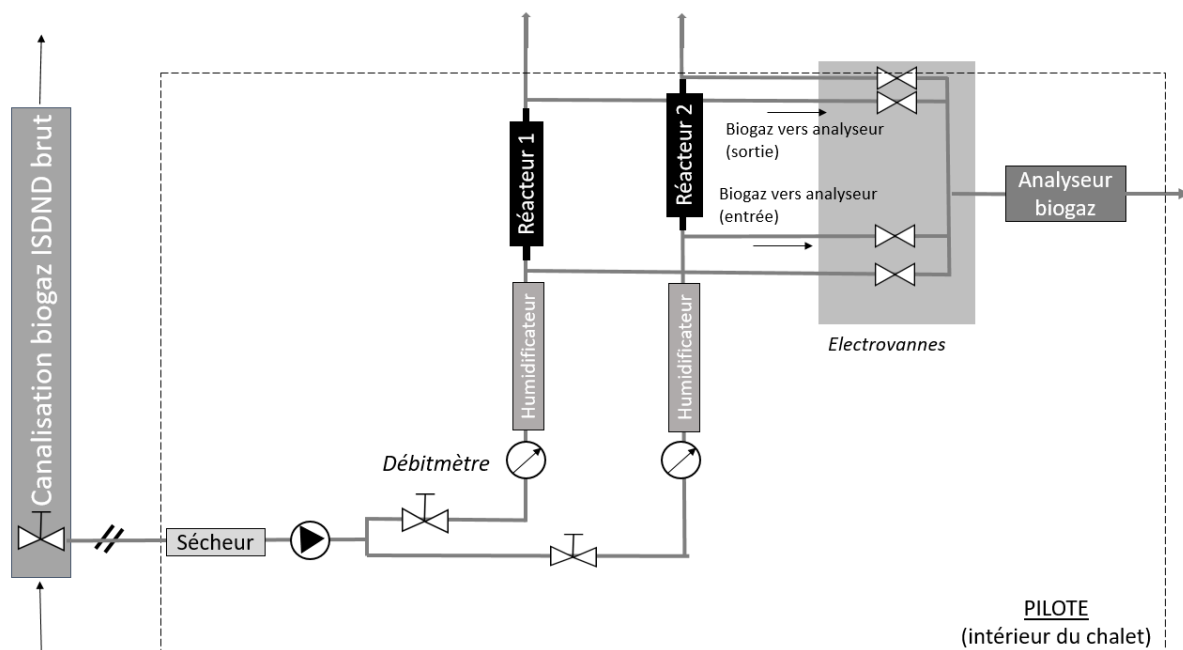 Canalisation biogaz ISDND brut
Réacteur 1
Réacteur 2
Biogaz vers analyseur
(sortie)
Biogaz vers analyseur
(entrée)
Analyseur
biogaz
Electrovannes
Humidificateur
Humidificateur
Débitmètre
Sécheur
PILOTE
(intérieur du chalet)